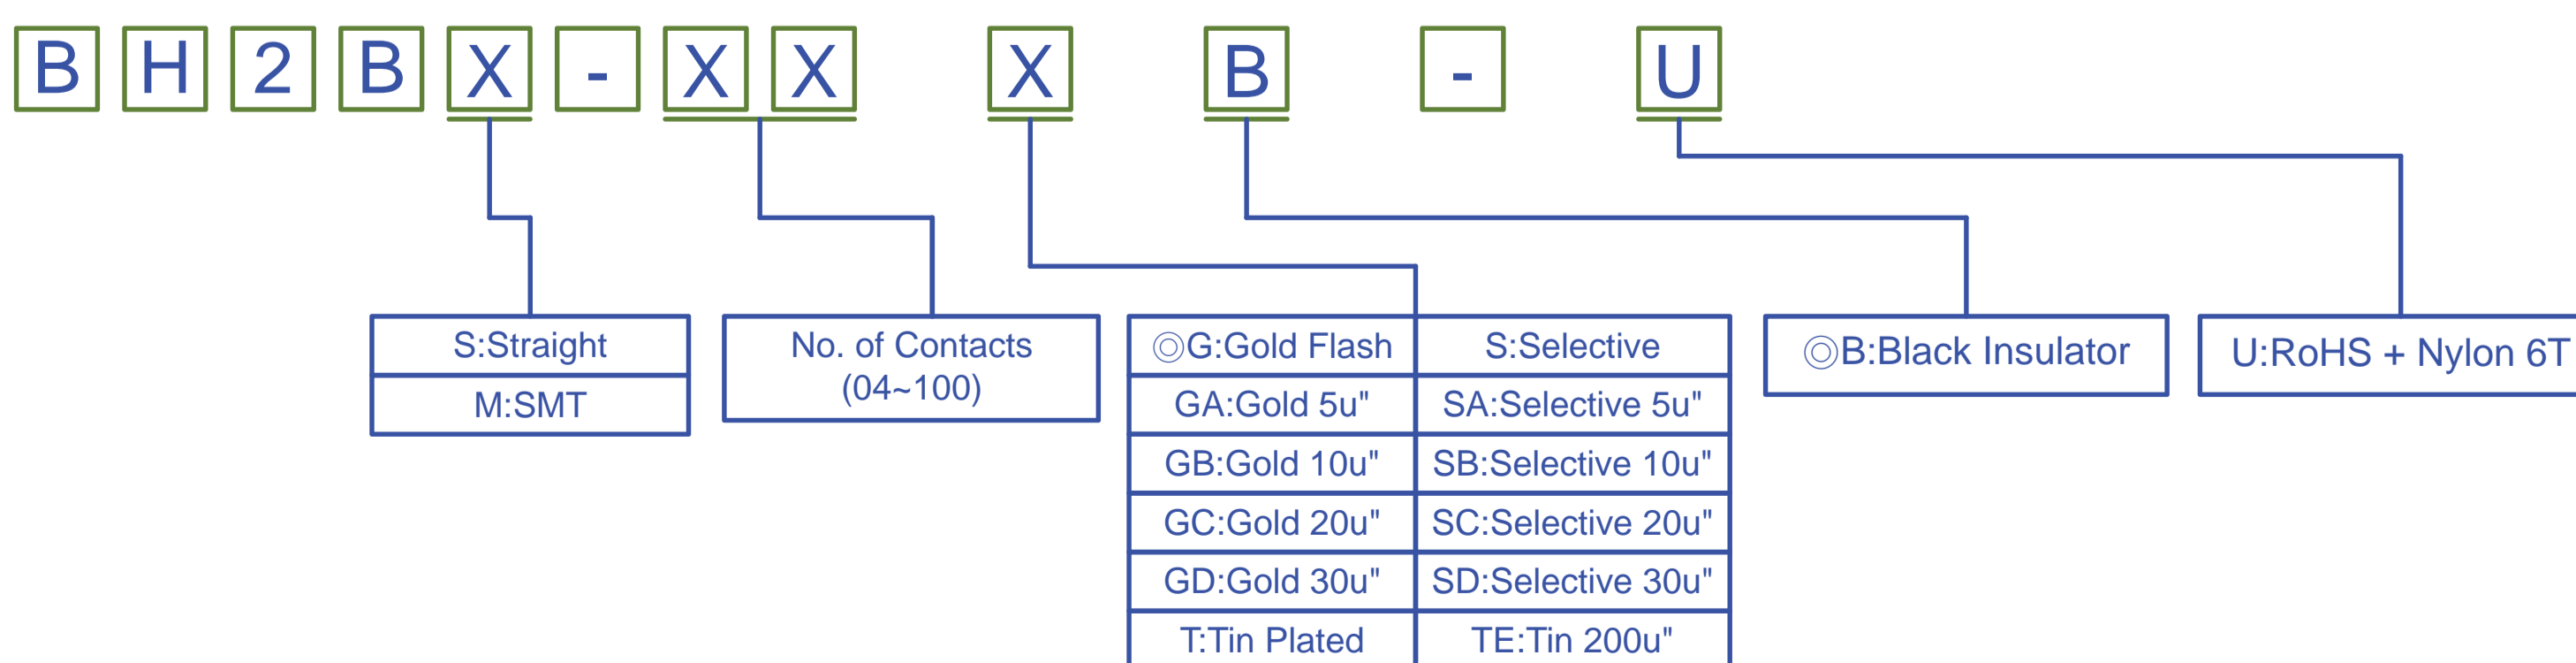 B H 2 B X - X X X B - U
S:Straight
M:SMT
No. of Contacts
(04~100)
◎G:Gold Flash
S:Selective
GA:Gold 5u"
SA:Selective 5u"
GB:Gold 10u"
SB:Selective 10u"
GC:Gold 20u"
SC:Selective 20u"
GD:Gold 30u"
SD:Selective 30u"
T:Tin Plated
TE:Tin 200u"
◎B:Black Insulator
U:RoHS + Nylon 6T